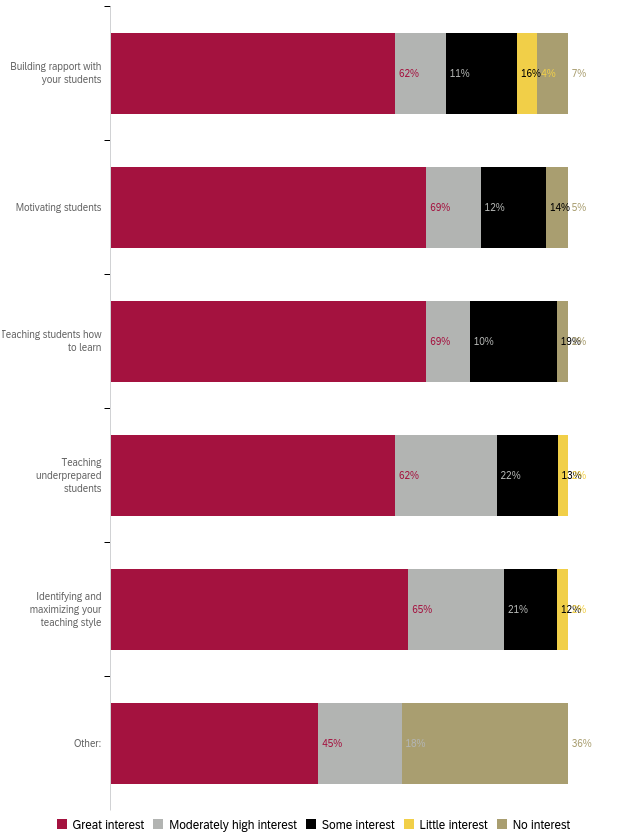 Building rapport with
your students
62%
11%
16%
4%
7%
Motivating students
69%
12%
14%
5%
Teaching students how
to learn
69%
10%
19%
Teaching
underprepared
students
62%
22%
13%
Identifying and
maximizing your
teaching style
65%
21%
12%
Other:
45%
18%
36%
Great interest
Moderately high interest
Some interest
Little interest
No interest